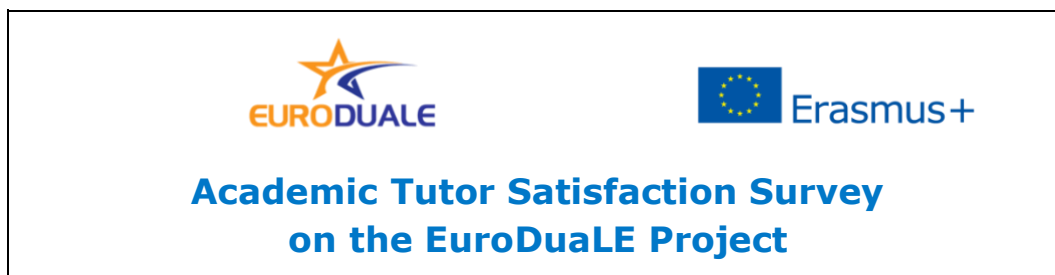 EURODUALE
Erasmus+
Academic Tutor Satisfaction Survey
on the EuroDuaLE Project